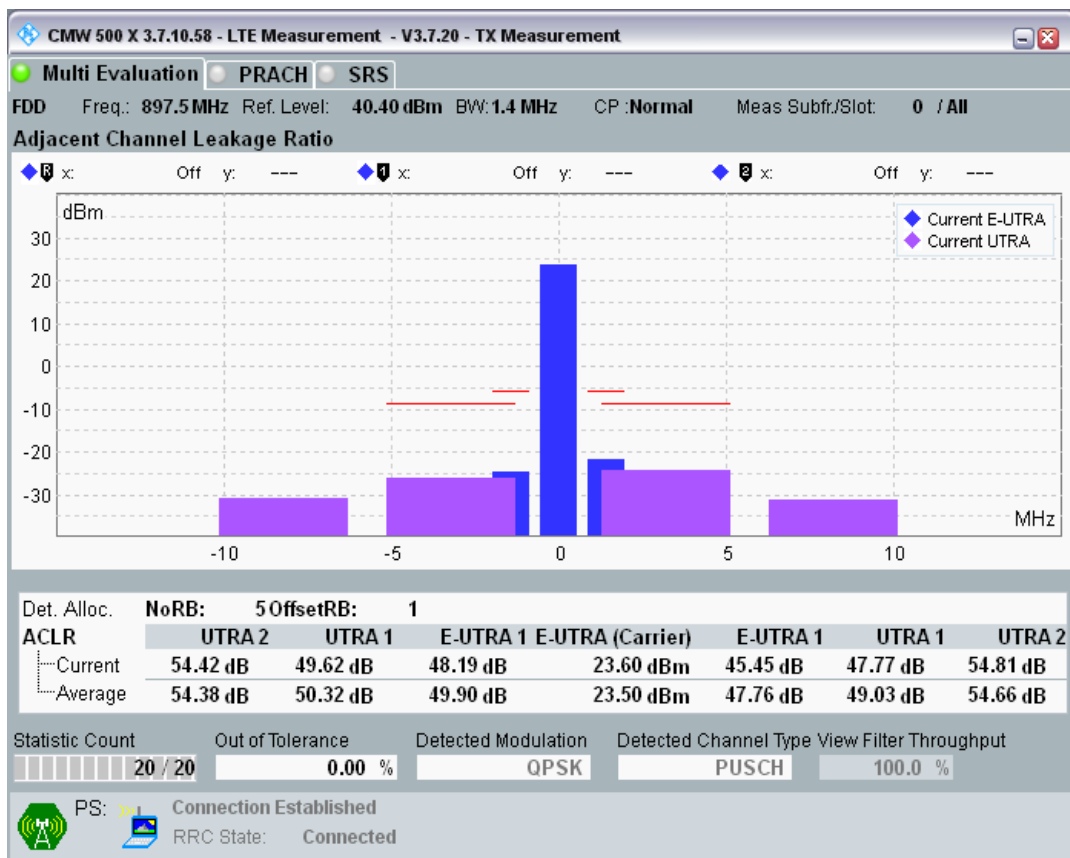 CMW 500 X 3.7.10.58 - LTE Measurement - V3.7.20 - TX Measurement
Multi Evaluation PRACH SRS
FDD Freq.: 897.5 MHz Ref. Level: 40.40 dBm BW: 1.4 MHz CP :Normal Meas Subfr./Slot: 0 / All
Adjacent Channel Leakage Ratio
R x: Off y: --- 1 x: Off y: --- 2 x: Off y: ---
dBm
Current E-UTRA
Current UTRA
30
20
10
0
-10
-20
-30
MHz
-10 -5 0 5 10
Det. Alloc. NoRB: 5 OffsetRB: 1
ACLR UTRA 2 UTRA 1 E-UTRA 1 E-UTRA (Carrier) E-UTRA 1 UTRA 1 UTRA 2
Current 54.42 dB 49.62 dB 48.19 dB 23.60 dBm 45.45 dB 47.77 dB 54.81 dB
Average 54.38 dB 50.32 dB 49.90 dB 23.50 dBm 47.76 dB 49.03 dB 54.66 dB
Statistic Count Out of Tolerance Detected Modulation Detected Channel Type View Filter Throughput
20 / 20 0.00 % QPSK PUSCH 100.0 %
PS: Connection Established
RRC State: Connected